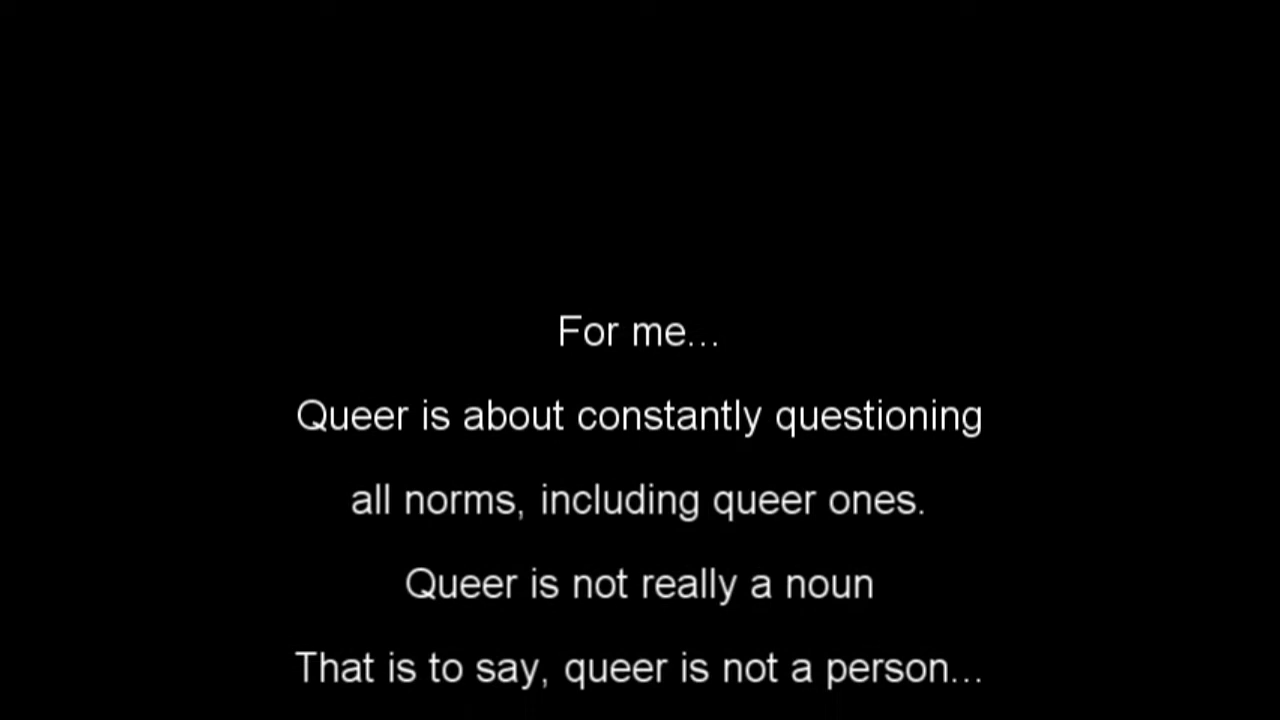 For me...
Queer is about constantly questioning
all norms, including queer ones.
Queer is not really a noun
That is to say, queer is not a person...